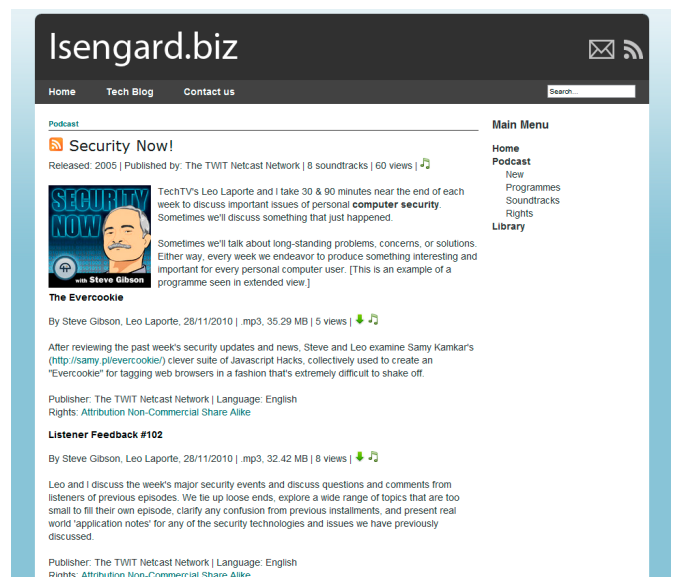 Isengard.biz
Home Tech Blog Contact us Search...
Podcast
Security Now!
Released: 2005 | Published by: The TWIT Netcast Network | 8 soundtracks | 60 views |
SECURITY
NOW
with Steve Gibson
TechTV's Leo Laporte and I take 30 & 90 minutes near the end of each
week to discuss important issues of personal computer security.
Sometimes we'll discuss something that just happened.
Sometimes we'll talk about long-standing problems, concerns, or solutions.
Either way, every week we endeavor to produce something interesting and
important for every personal computer user. [This is an example of a
programme seen in extended view.]
The Evercookie
By Steve Gibson, Leo Laporte, 28/11/2010 | .mp3, 35.29 MB | 5 views |
After reviewing the past week's security updates and news, Steve and Leo examine Samy Kamkar's
(http://samy.pl/evercookie/) clever suite of Javascript Hacks, collectively used to create an
"Evercookie" for tagging web browsers in a fashion that's extremely difficult to shake off.
Publisher: The TWIT Netcast Network | Language: English
Rights: Attribution Non-Commercial Share Alike
Listener Feedback #102
By Steve Gibson, Leo Laporte, 28/11/2010 | .mp3, 32.42 MB | 8 views |
Leo and I discuss the week's major security events and discuss questions and comments from
listeners of previous episodes. We tie up loose ends, explore a wide range of topics that are too
small to fill their own episode, clarify any confusion from previous installments, and present real
world 'application notes' for any of the security technologies and issues we have previously
discussed.
Publisher: The TWIT Netcast Network | Language: English
Rights: Attribution Non-Commercial Share Alike
Main Menu
Home
Podcast
New
Programmes
Soundtracks
Rights
Library